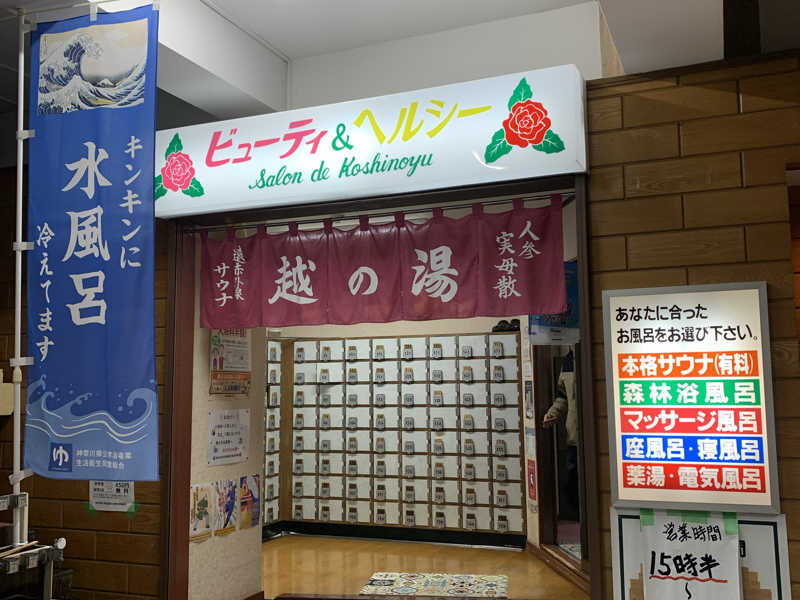 キンキンに
水風呂
冷えてます
ゆ
ビューティ&ヘルシー
Salon de Koshinoyu
遠赤外泉
サウナ
越の湯
人参
実母散
あなたに合った
お風呂をお選び下さい。
本格サウナ(有料)
森林浴風呂
マッサージ風呂
座風呂・寝風呂
薬湯・電気風呂
営業時間
15時半
〜